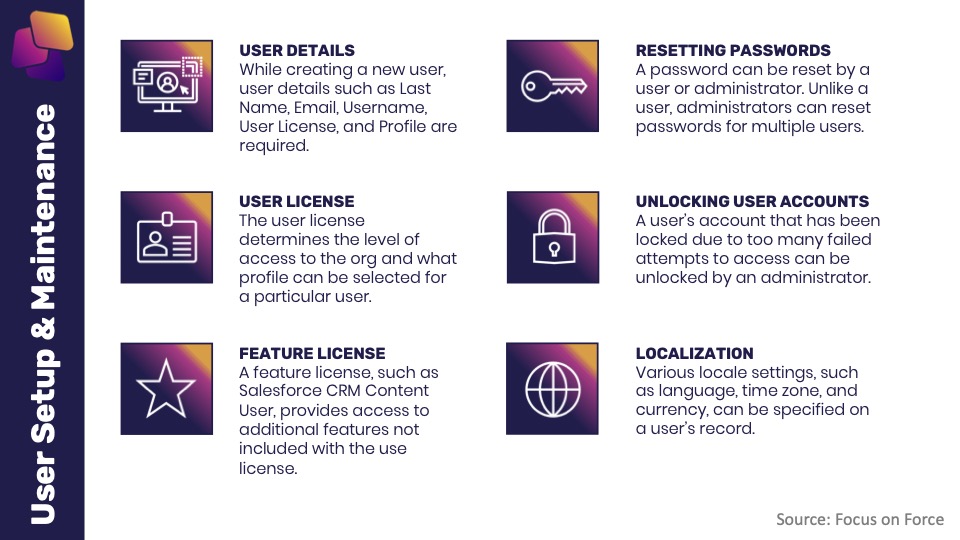 User Setup & Maintenance
USER DETAILS
While creating a new user,
user details such as Last
Name, Email, Username,
User License, and Profile are
required.
USER LICENSE
The user license
determines the level of
access to the org and what
profile can be selected for
a particular user.
FEATURE LICENSE
A feature license, such as
Salesforce CRM Content
User, provides access to
additional features not
included with the use
license.
RESETTING PASSWORDS
A password can be reset by a
user or administrator. Unlike a
user, administrators can reset
passwords for multiple users.
UNLOCKING USER ACCOUNTS
A user's account that has been
locked due to too many failed
attempts to access can be
unlocked by an administrator.
LOCALIZATION
Various locale settings, such
as language, time zone, and
currency, can be specified on
a user's record.
Source: Focus on Force